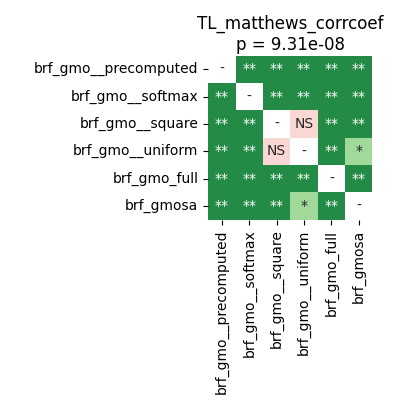 TL_matthews_corrcoef
p = 9.31e-08
brf_gmo__precomputed - ** ** ** ** **
brf_gmo__softmax ** - ** ** ** **
brf_gmo__square ** ** - NS ** **
brf_gmo__uniform ** ** NS - ** *
brf_gmo_full ** ** ** ** - **
brf_gmosa ** ** ** * ** -
brf_gmo__precomputed
brf_gmo__softmax
brf_gmo__square
brf_gmo__uniform
brf_gmo_full
brf_gmosa